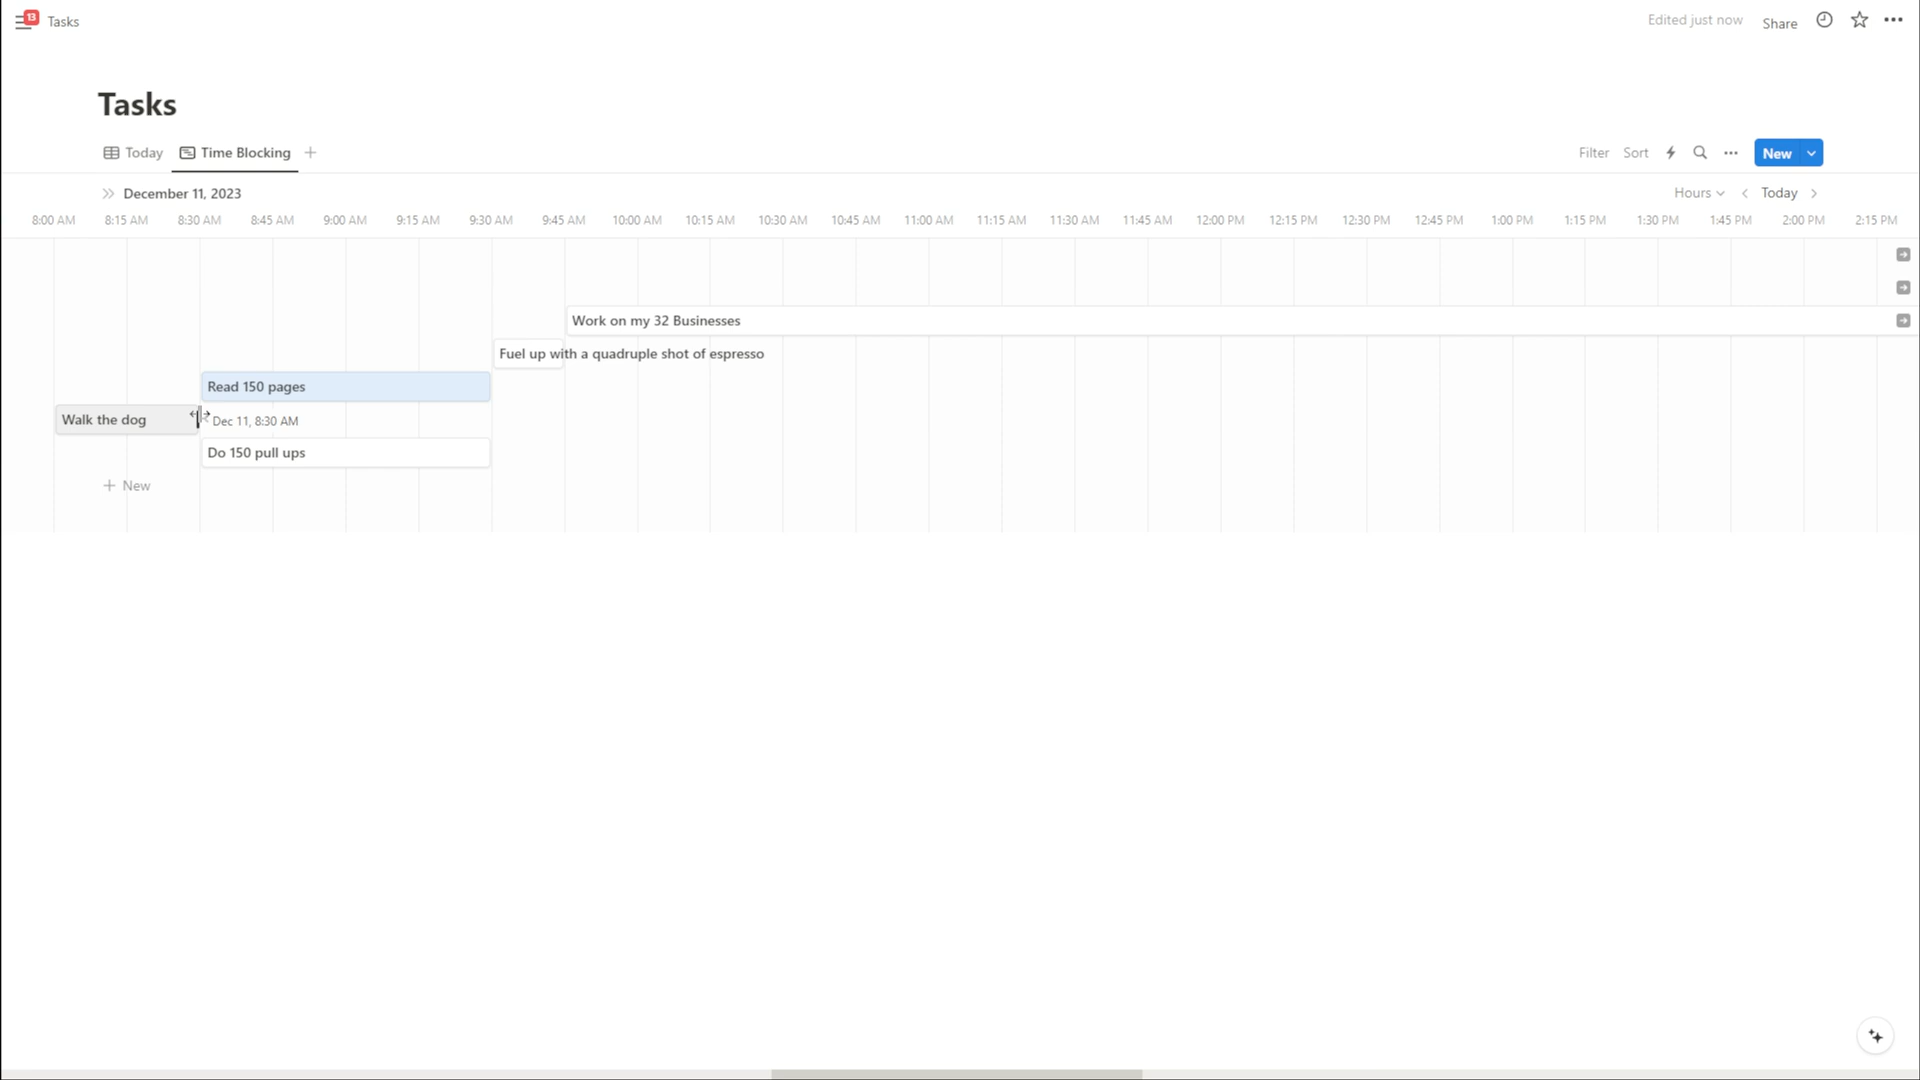 13 Tasks Edited just now Share
Tasks
Today Time Blocking Filter Sort New
December 11, 2023 Hours Today
8:00 AM 8:15 AM 8:30 AM 8:45 AM 9:00 AM 9:15 AM 9:30 AM 9:45 AM 10:00 AM 10:15 AM 10:30 AM 10:45 AM 11:00 AM 11:15 AM 11:30 AM 11:45 AM 12:00 PM 12:15 PM 12:30 PM 12:45 PM 1:00 PM 1:15 PM 1:30 PM 1:45 PM 2:00 PM 2:15 PM
Work on my 32 Businesses
Fuel up with a quadruple shot of espresso
Read 150 pages
Walk the dog Dec 11, 8:30 AM
Do 150 pull ups
+ New